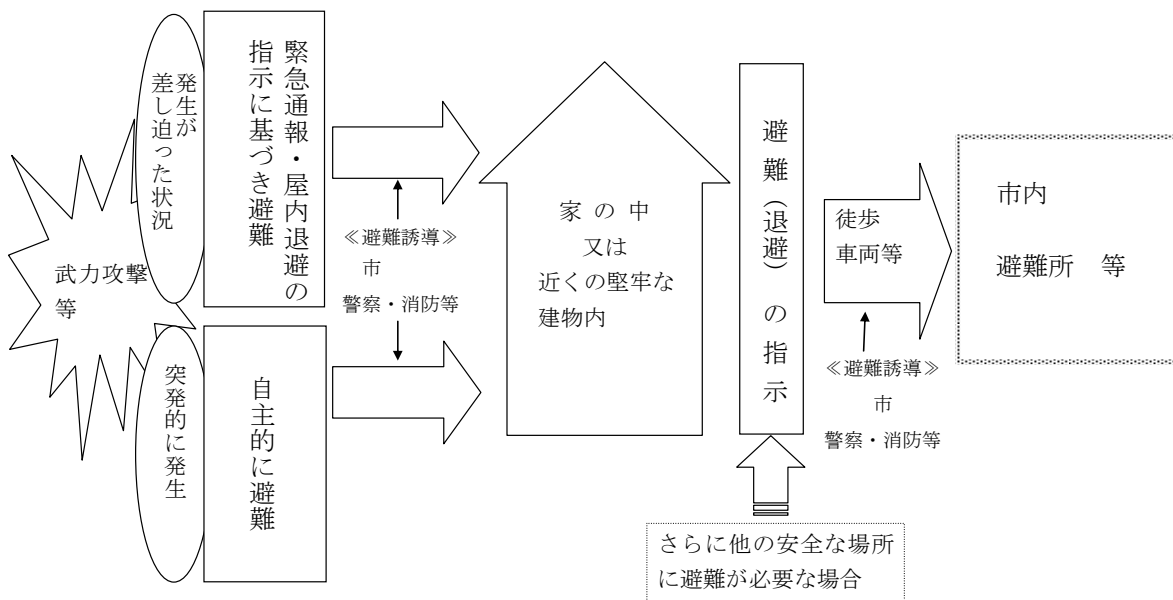 武力攻撃
等
発生が
差し迫った状況
緊急通報・屋内退避の
指示に基づき避難
突発的に発生
自主的に避難
≪避難誘導≫
市
警察・消防等
家の中
又は
近くの堅牢な
建物内
避難(退避)の指示
さらに他の安全な場所
に避難が必要な場合
徒歩
車両等
≪避難誘導≫
市
警察・消防等
市内
避難所　等